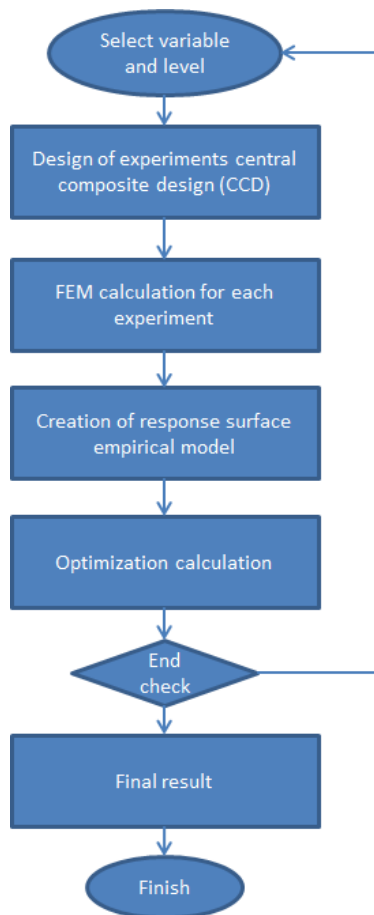 Select variable
and level
Design of experiments central
composite design (CCD)
FEM calculation for each
experiment
Creation of response surface
empirical model
Optimization calculation
End
check
Final result
Finish